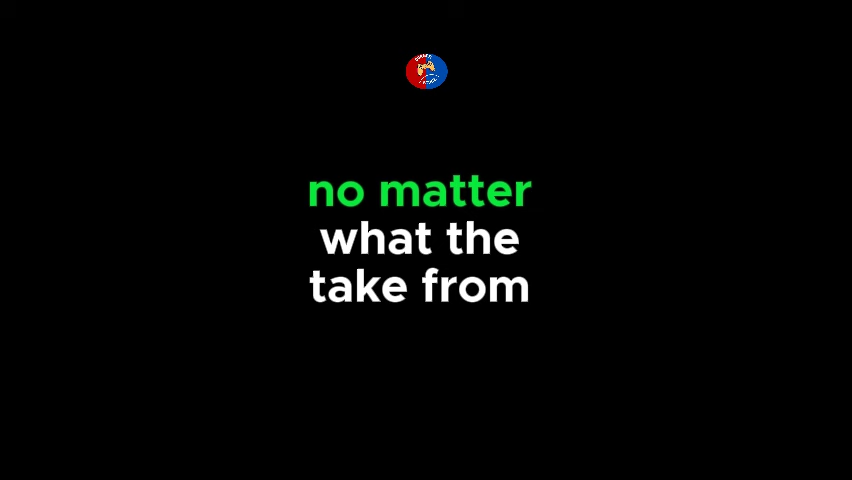 no matter
what the
take from